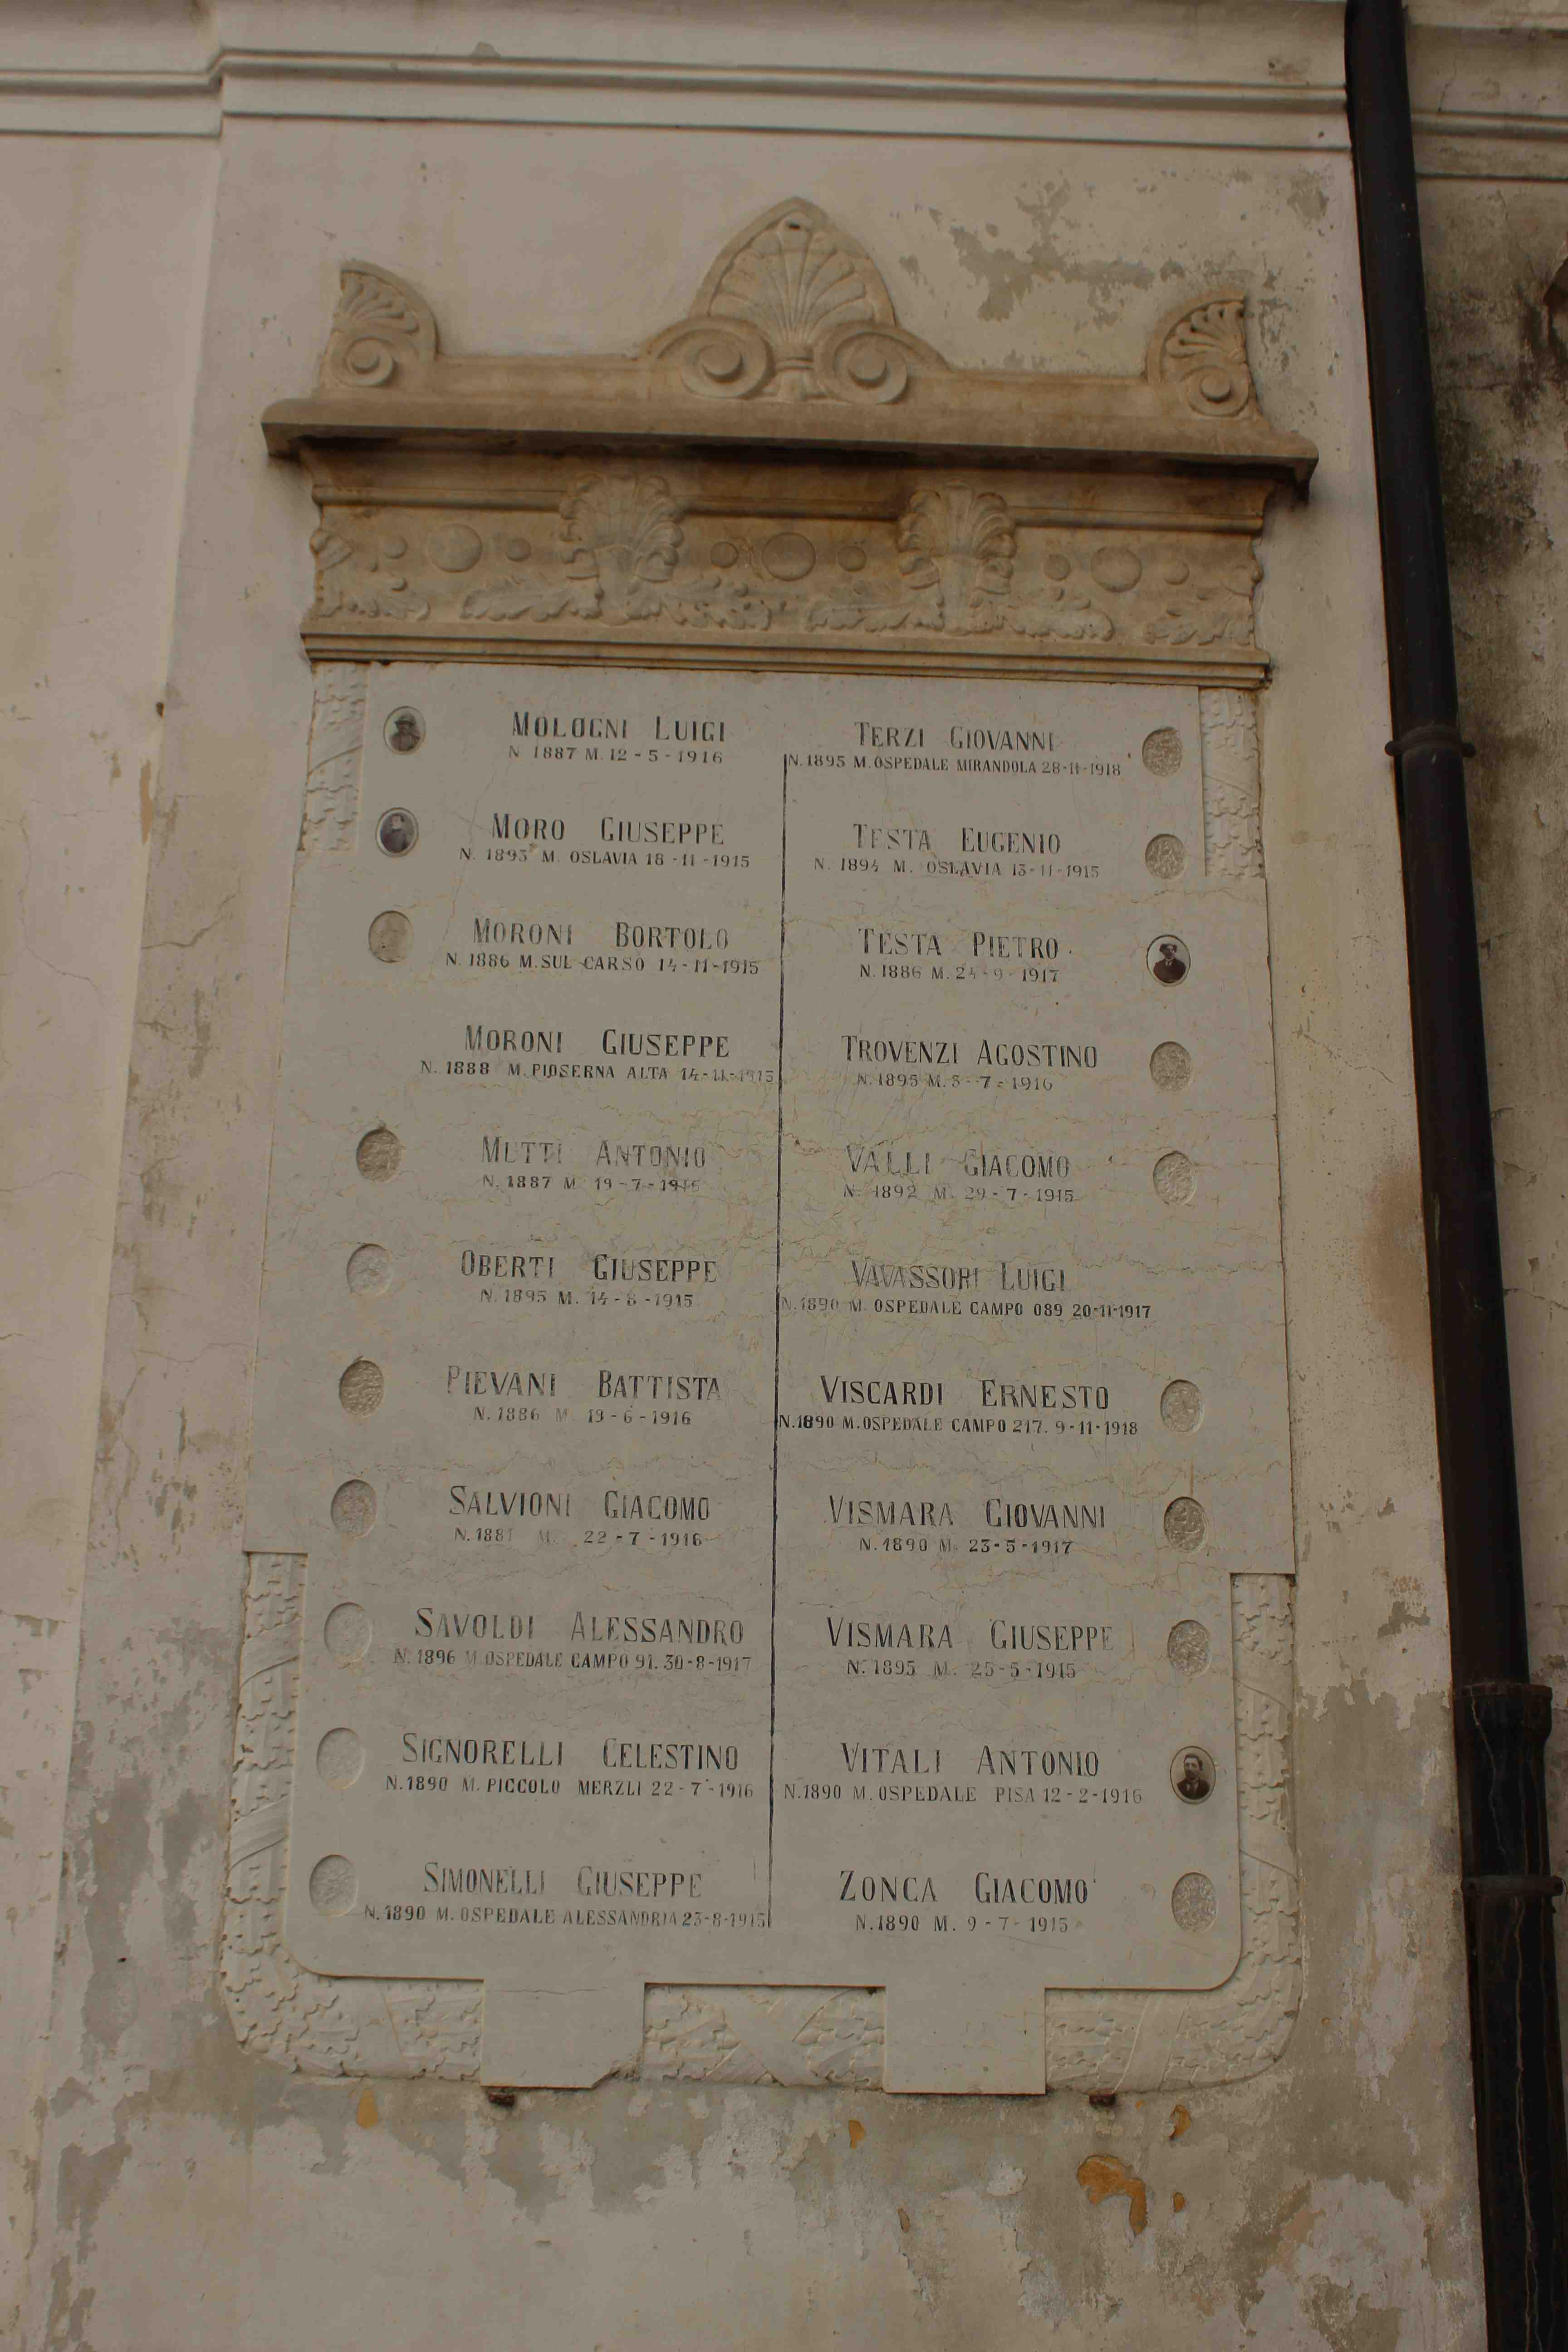 MOLOGNI LUIGI
N 1887 M. 12-5-1916
MORO GIUSEPPE
N. 1893 M. OSLAVIA 18-11-1915
MORONI BORTOLO
N. 1886 M. SUL CARSO 14-11-1915
MORONI GIUSEPPE
N. 1888 M. PIOSERNA ALTA 14-11-1915
MUTTI ANTONIO
N. 1887 M 19-7-1916
OBERTI GIUSEPPE
N. 1895 M. 14-8-1915
PIEVANI BATTISTA
N. 1886 M. 19-6-1916
SALVIONI GIACOMO
N. 1881 M. 22-7-1916
SAVOLDI ALESSANDRO
N. 1896 M. OSPEDALE CAMPO 91. 30-8-1917
SIGNORELLI CELESTINO
N. 1890 M. PICCOLO MERZLI 22-7-1916
SIMONELLI GIUSEPPE
N. 1890 M. OSPEDALE ALESSANDRIA 23-8-1915
TERZI GIOVANNI
N. 1895 M. OSPEDALE MIRANDOLA 28-11-1918
TESTA EUGENIO
N. 1894 M. OSLAVIA 13-11-1915
TESTA PIETRO
N. 1886 M. 24-9-1917
TROVENZI AGOSTINO
N. 1895 M. 3-7-1916
VALLI GIACOMO
N. 1892 M. 29-7-1915
VAVASSORI LUIGI
N. 1890 M. OSPEDALE CAMPO 089 20-11-1917
VISCARDI ERNESTO
N. 1890 M. OSPEDALE CAMPO 217. 9-11-1918
VISMARA GIOVANNI
N. 1890 M. 23-5-1917
VISMARA GIUSEPPE
N. 1895 M. 25-5-1915
VITALI ANTONIO
N. 1890 M. OSPEDALE PISA 12-2-1916
ZONCA GIACOMO
N. 1890 M. 9-7-1915